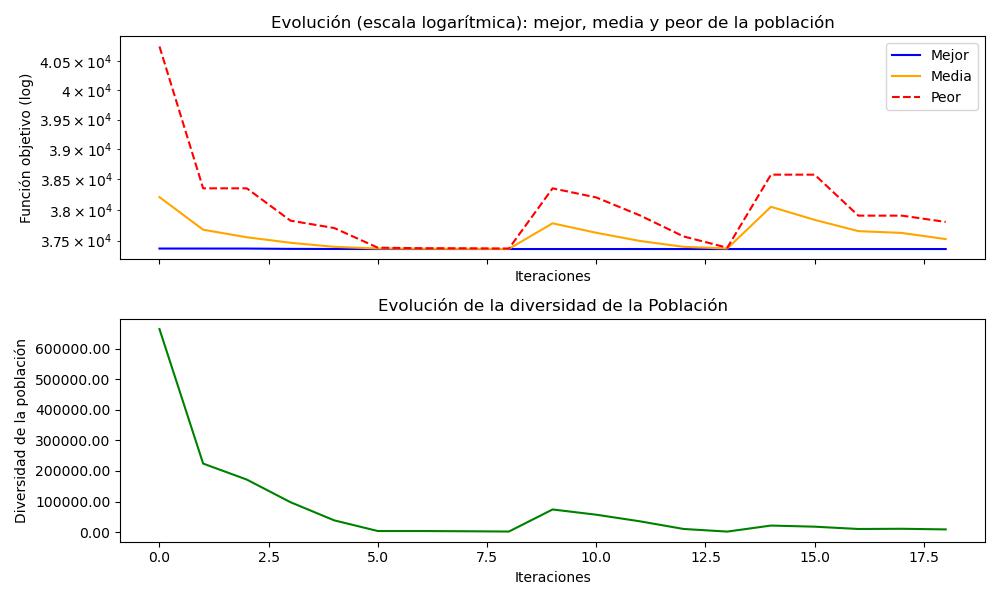 Evolución (escala logarítmica): mejor, media y peor de la población
Función objetivo (log)
4.05 × 10⁴
4 × 10⁴
3.95 × 10⁴
3.9 × 10⁴
3.85 × 10⁴
3.8 × 10⁴
3.75 × 10⁴
Mejor
Media
Peor
Iteraciones
Evolución de la diversidad de la Población
Diversidad de la población
600000.00
500000.00
400000.00
300000.00
200000.00
100000.00
0.00
0.0 2.5 5.0 7.5 10.0 12.5 15.0 17.5
Iteraciones